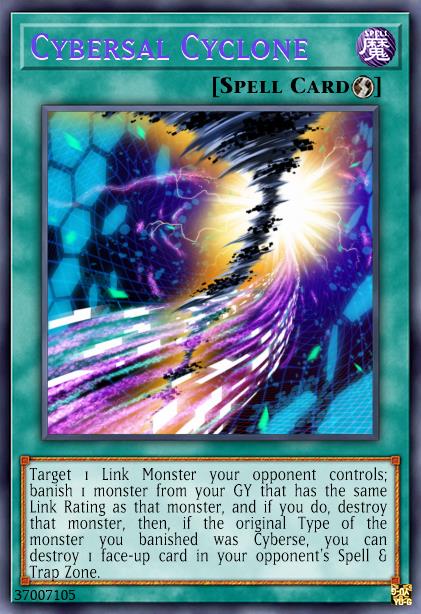 Cybersal Cyclone
SPELL
魔
[Spell Card]
Target 1 Link Monster your opponent controls;
banish 1 monster from your GY that has the same
Link Rating as that monster, and if you do, destroy
that monster, then, if the original Type of the
monster you banished was Cyberse, you can
destroy 1 face-up card in your opponent's Spell &
Trap Zone.
37007105